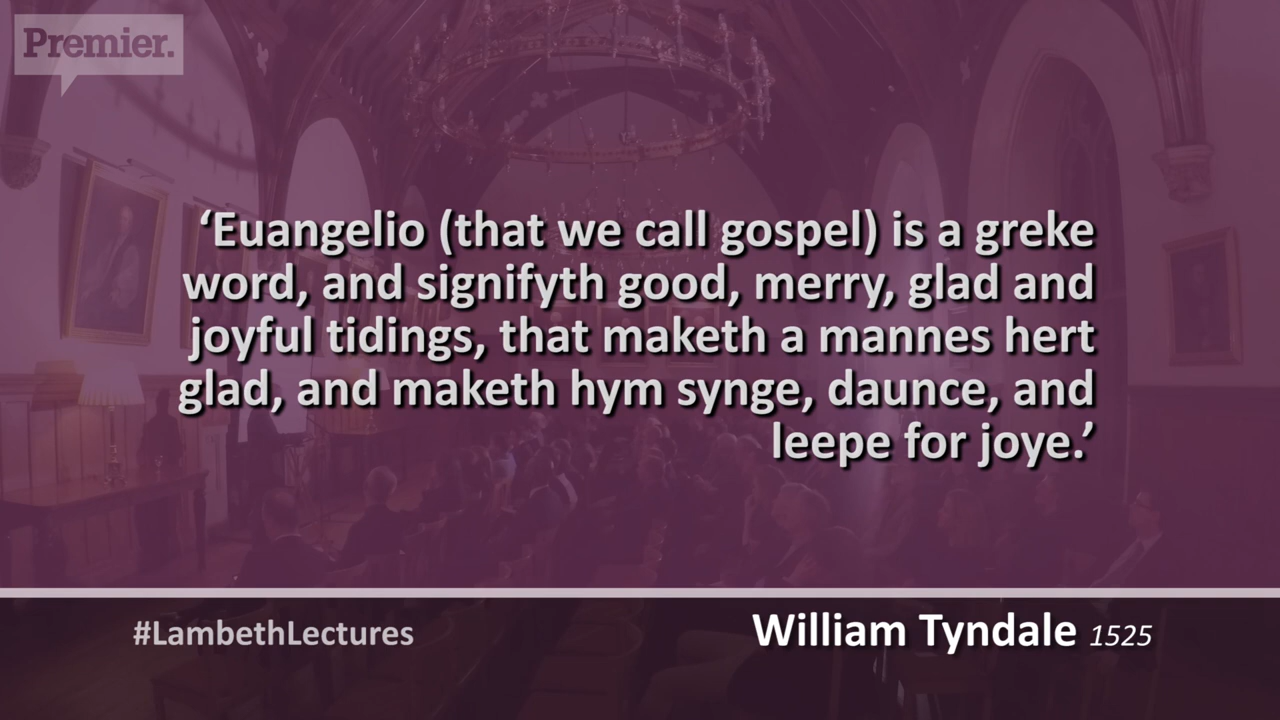 Premier.
‘Euangelio (that we call gospel) is a greke
word, and signifyth good, merry, glad and
joyful tidings, that maketh a mannes hert
glad, and maketh hym synge, daunce, and
leepe for joye.’
#LambethLectures
William Tyndale 1525